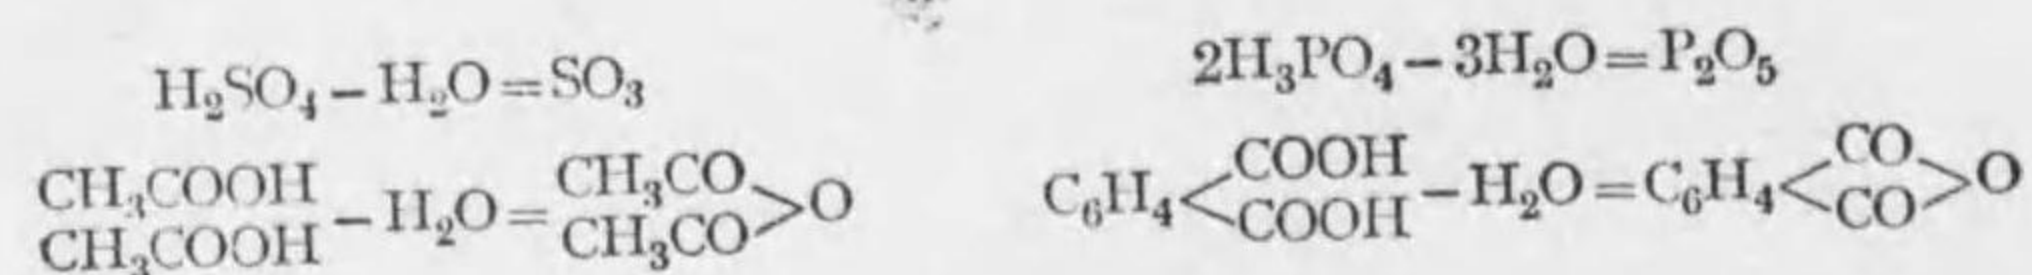 H₂SO₄–H₂O=SO₃
2H₃PO₄–3H₂O=P₂O₅
CH₃COOH
CH₃COOH –H₂O= CH₃CO
CH₃CO >O
C₆H₄< COOH
COOH –H₂O=C₆H₄< CO
CO >O